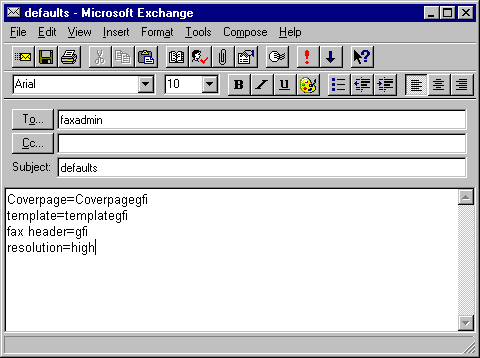 defaults - Microsoft Exchange
File Edit View Insert Format Tools Compose Help
Arial 10 B I U
To... faxadmin
Cc...
Subject: defaults
Coverpage=Coverpagegfi
template=templategfi
fax header=gfi
resolution=high